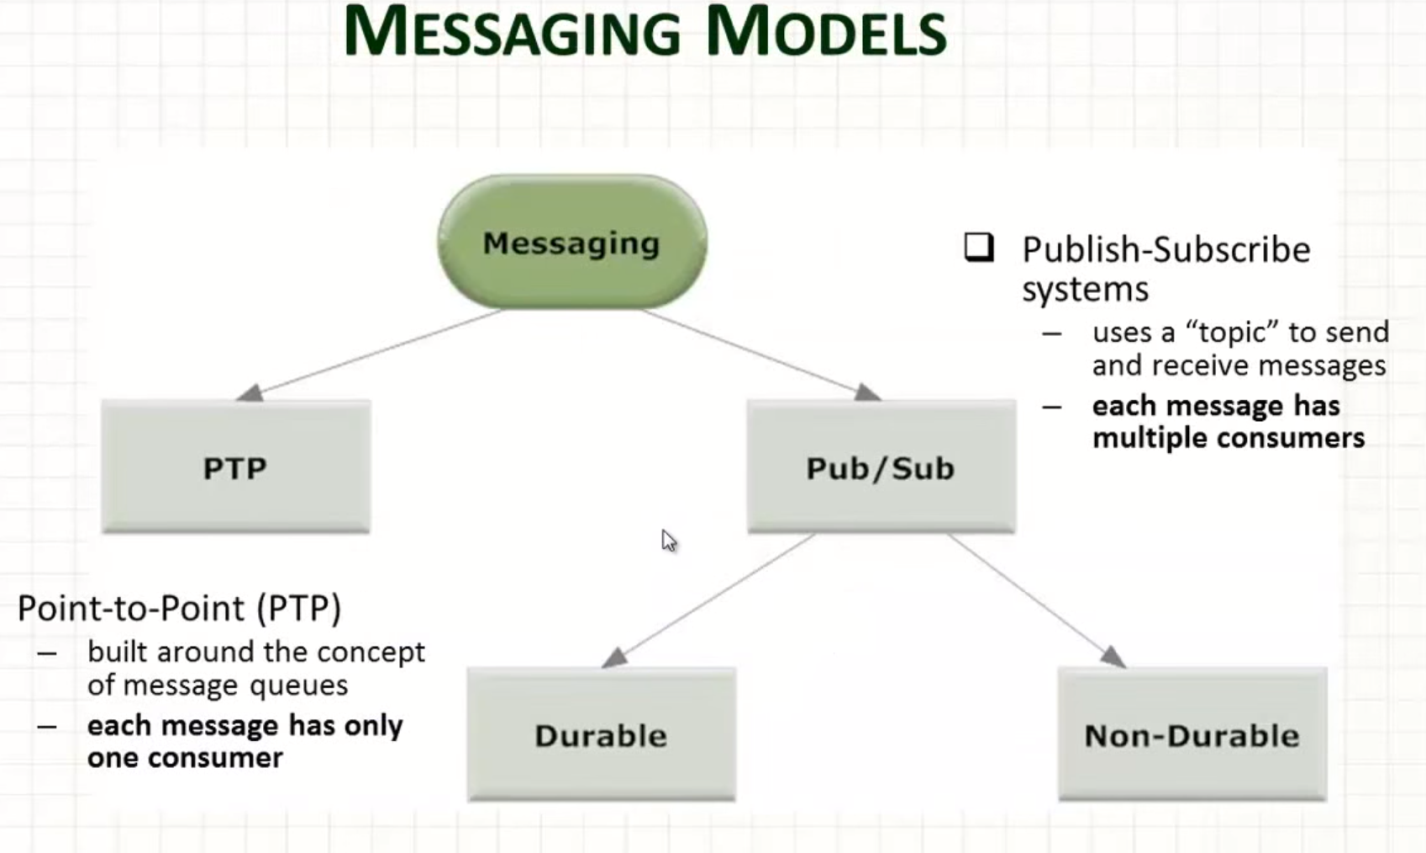 MESSAGING MODELS
Messaging
❑ Publish-Subscribe
systems
– uses a “topic” to send
and receive messages
– each message has
multiple consumers
PTP
Pub/Sub
Point-to-Point (PTP)
– built around the concept
of message queues
– each message has only
one consumer
Durable
Non-Durable